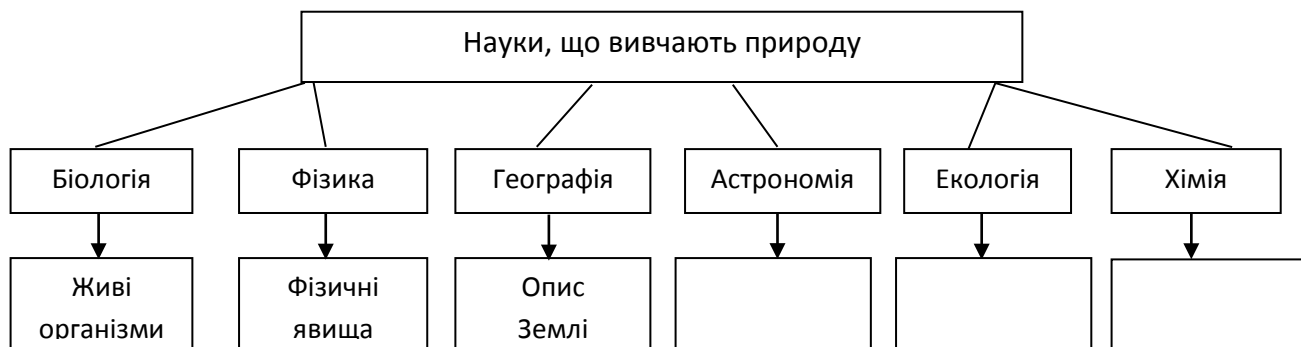 Науки, що вивчають природу
Біологія
Фізика
Географія
Астрономія
Екологія
Хімія
Живі
організми
Фізичні
явища
Опис
Землі